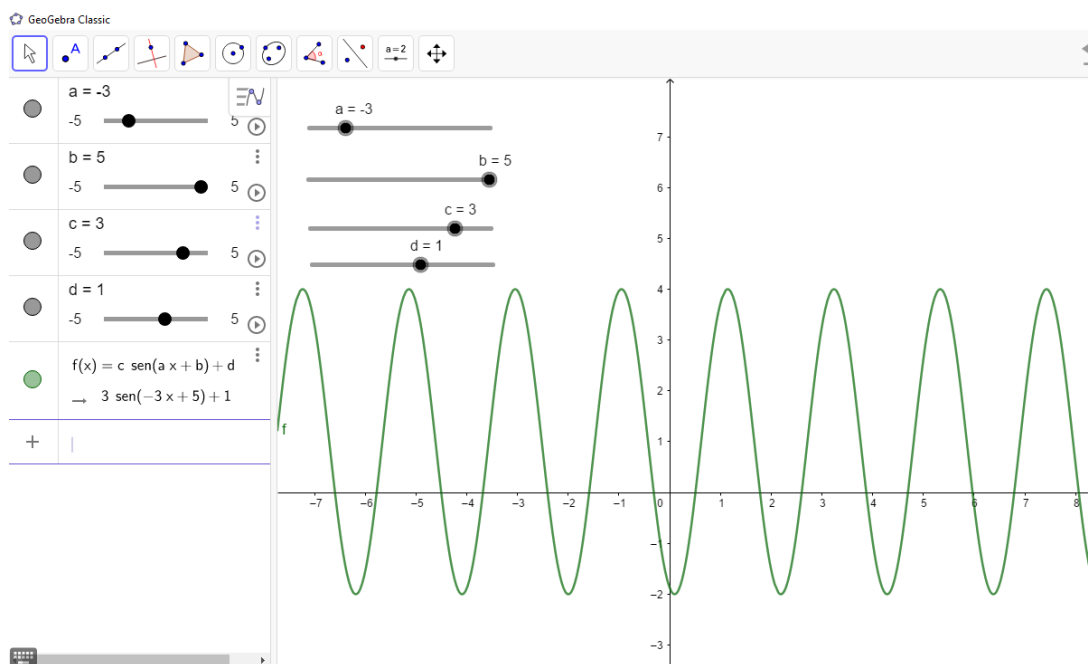 GeoGebra Classic
A
α
a=2
a = -3
-5 5
b = 5
-5 5
c = 3
-5 5
d = 1
-5 5
f(x) = c sen(a x + b) + d
→ 3 sen(−3 x + 5) + 1
+
a = -3
b = 5
c = 3
d = 1
f
7
6
5
4
3
2
1
−7 −6 −5 −4 −3 −2 −1 0 1 2 3 4 5 6 7 8
−1
−2
−3